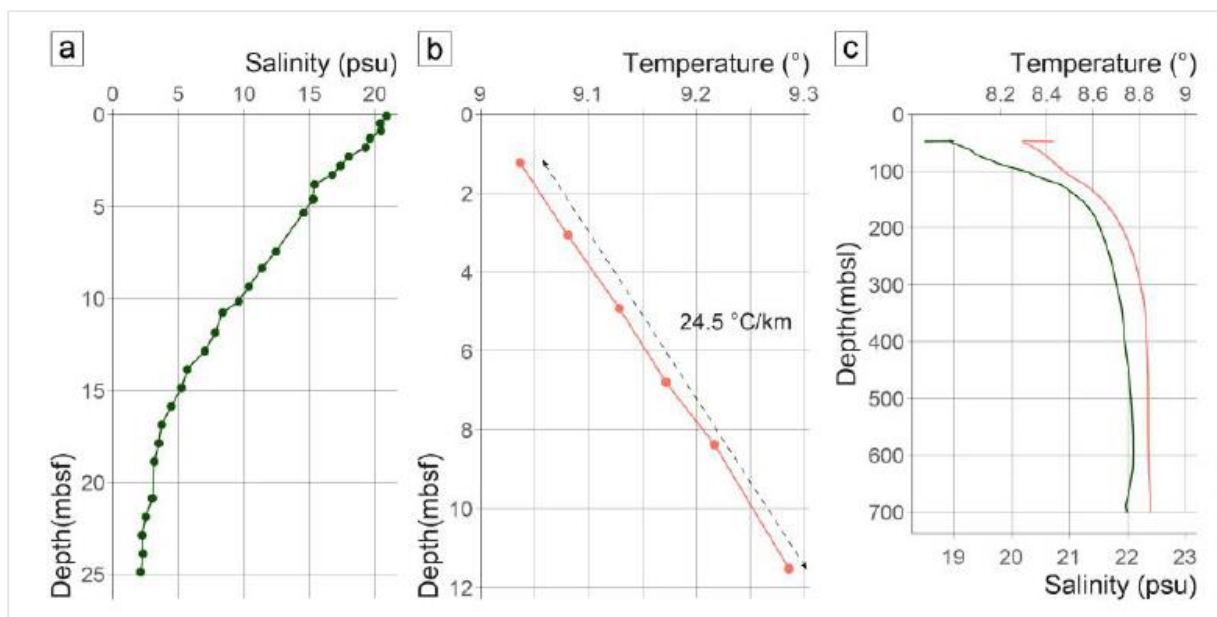 a
Salinity (psu)
0 5 10 15 20
0
5
10
15
20
25
Depth(mbsf)
b
Temperature (°)
9 9.1 9.2 9.3
0
2
4
6
8
10
12
24.5 °C/km
Depth(mbsf)
c
Temperature (°)
8.2 8.4 8.6 8.8 9
0
100
200
300
400
500
600
700
Depth(mbsl)
19 20 21 22 23
Salinity (psu)